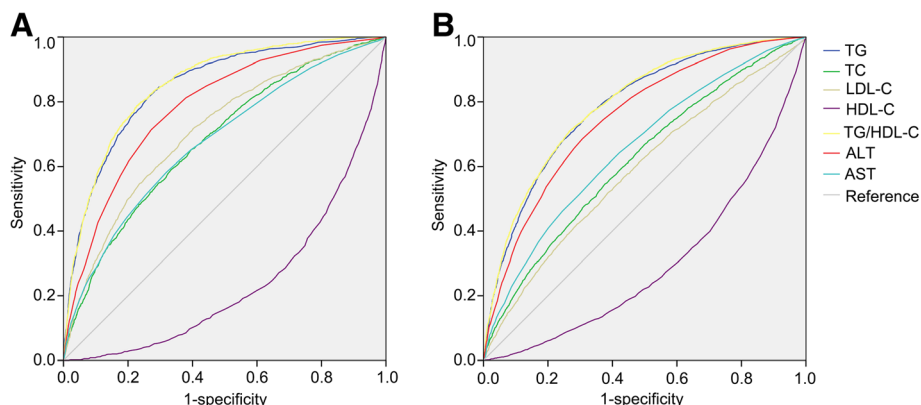 A
1.0
0.8
0.6
0.4
0.2
0.0
Sensitivity
0.0 0.2 0.4 0.6 0.8 1.0
1-specificity
B
1.0
0.8
0.6
0.4
0.2
0.0
Sensitivity
0.0 0.2 0.4 0.6 0.8 1.0
1-specificity
TG
TC
LDL-C
HDL-C
TG/HDL-C
ALT
AST
Reference